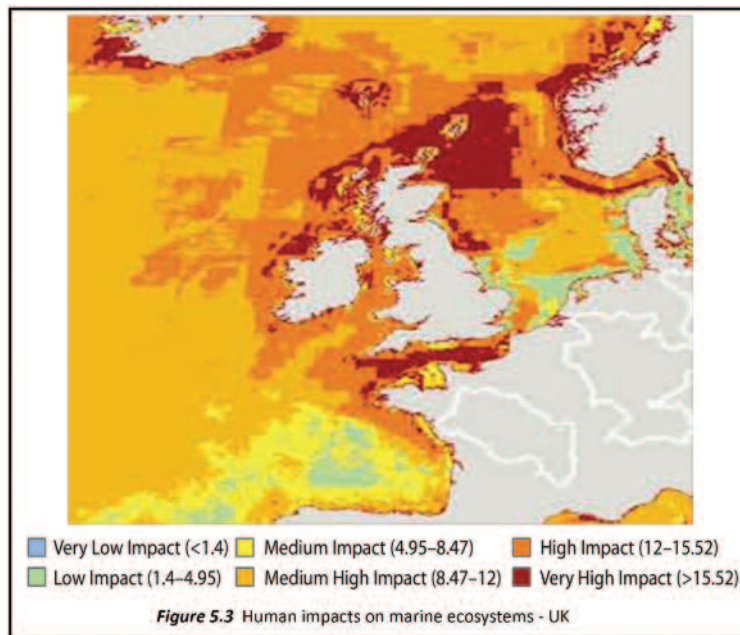 Very Low Impact (<1.4) Medium Impact (4.95–8.47) High Impact (12–15.52)
Low Impact (1.4–4.95) Medium High Impact (8.47–12) Very High Impact (>15.52)
Figure 5.3 Human impacts on marine ecosystems - UK